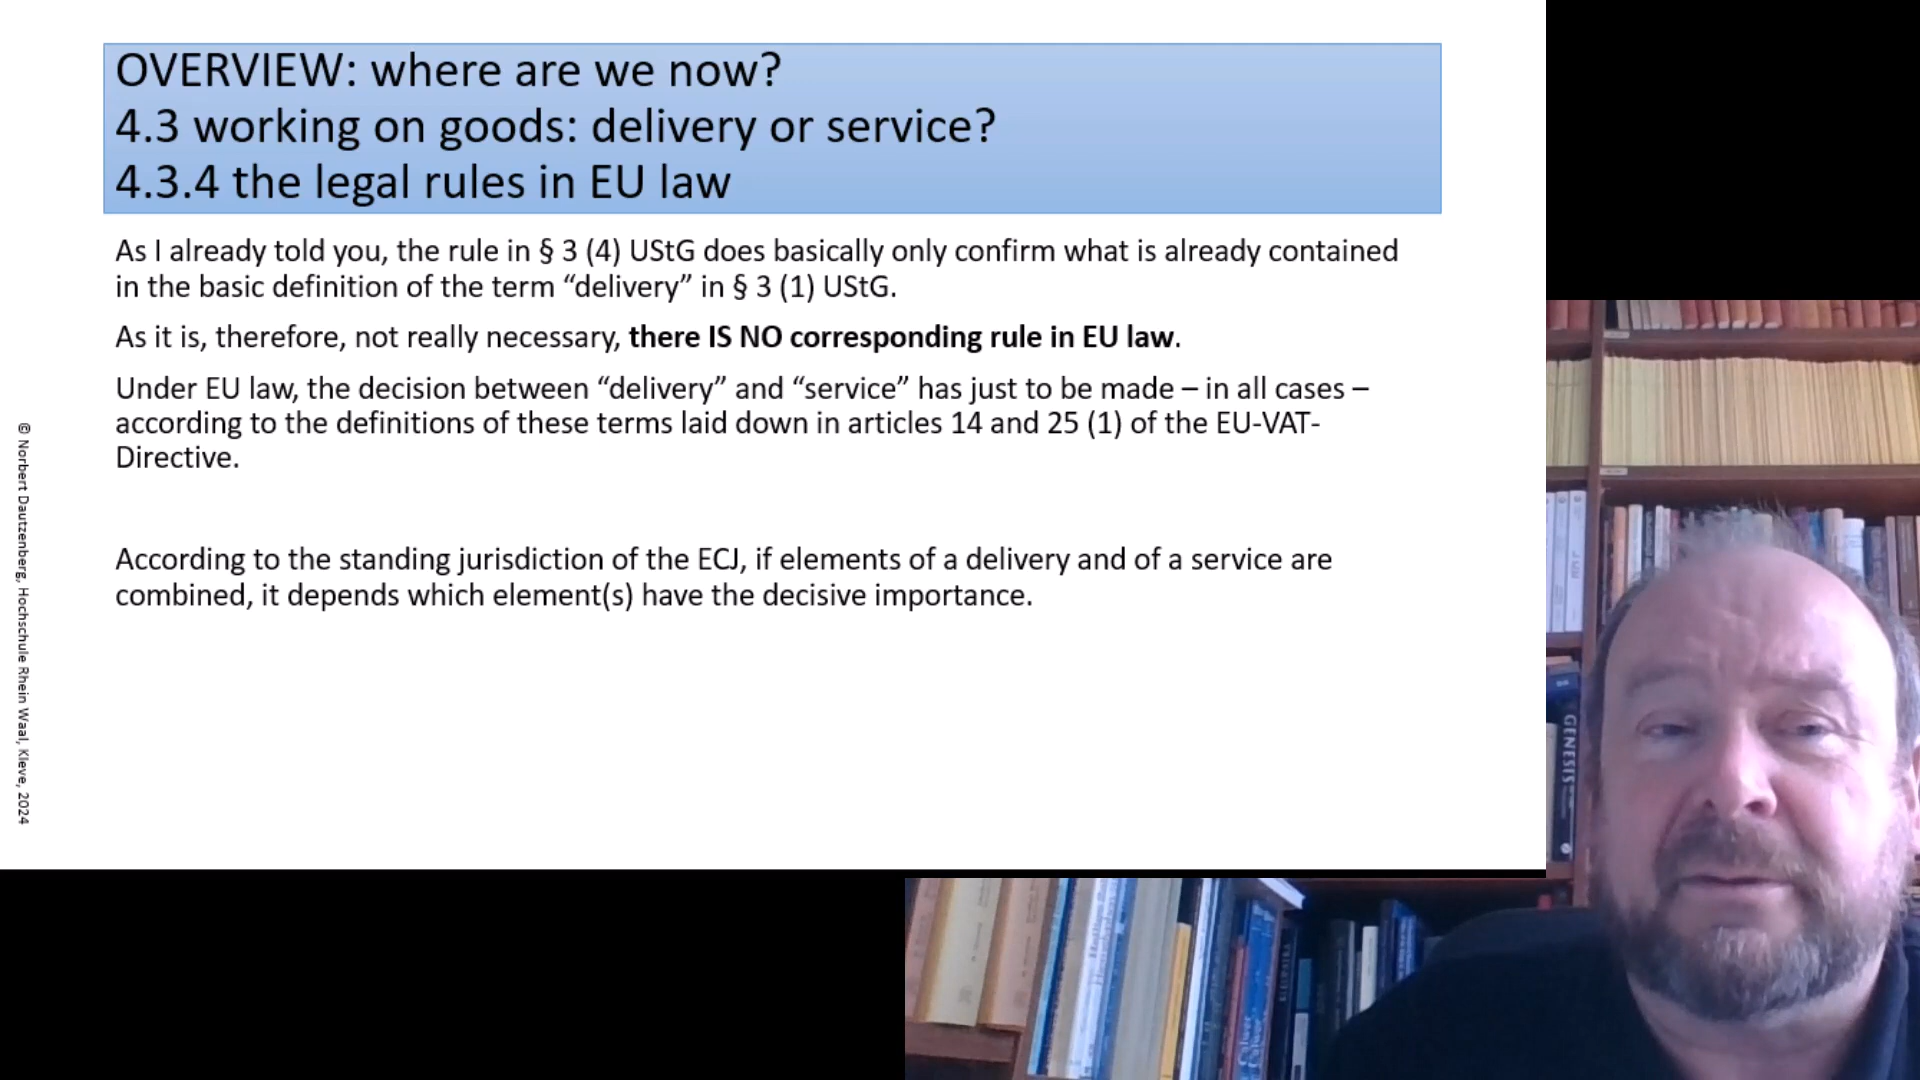 OVERVIEW: where are we now?
4.3 working on goods: delivery or service?
4.3.4 the legal rules in EU law
As I already told you, the rule in § 3 (4) UStG does basically only confirm what is already contained
in the basic definition of the term “delivery” in § 3 (1) UStG.
As it is, therefore, not really necessary, there IS NO corresponding rule in EU law.
Under EU law, the decision between “delivery” and “service” has just to be made – in all cases –
according to the definitions of these terms laid down in articles 14 and 25 (1) of the EU-VAT-
Directive.
According to the standing jurisdiction of the ECJ, if elements of a delivery and of a service are
combined, it depends which element(s) have the decisive importance.
© Norbert Dautzenberg, Hochschule Rhein Waal, Kleve, 2024
GENESIS